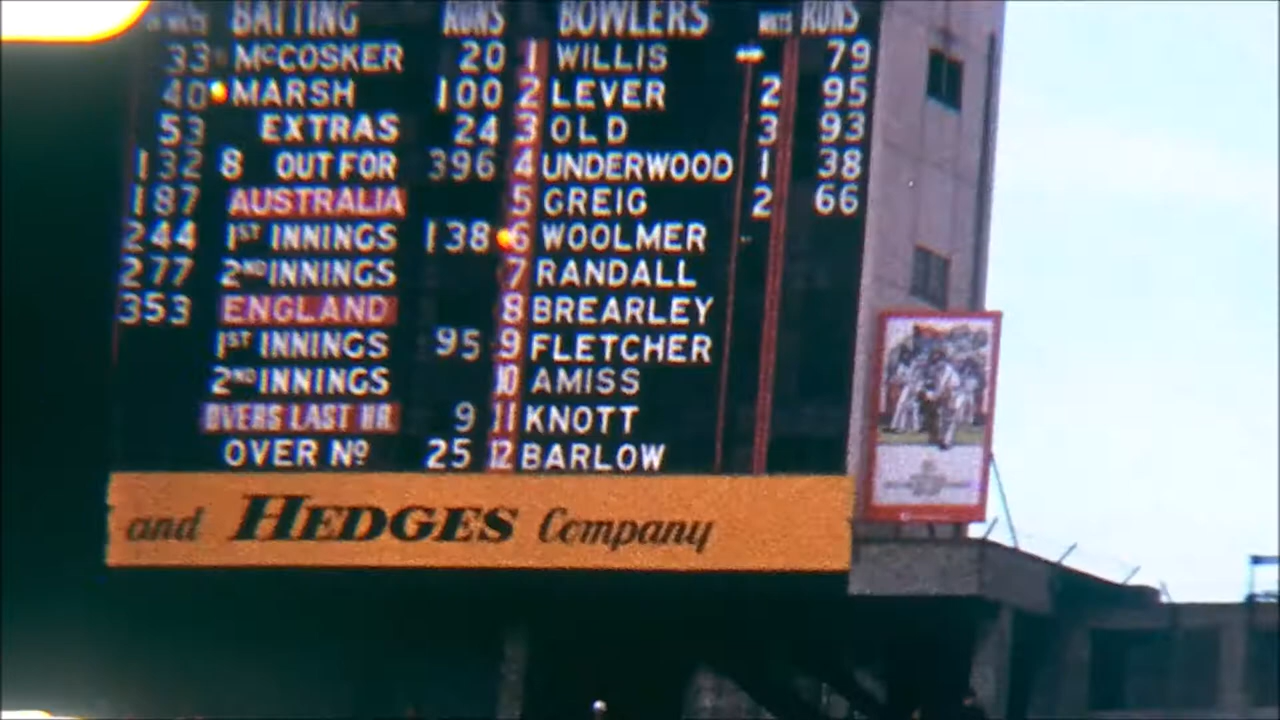 WKTS BATTING RUNS BOWLERS WKTS RUNS
33 McCOSKER 20 1 WILLIS 79
40 MARSH 100 2 LEVER 2 95
53 EXTRAS 24 3 OLD 3 93
132 8 OUT FOR 396 4 UNDERWOOD 1 38
187 AUSTRALIA 5 GREIG 2 66
244 1ST INNINGS 138 6 WOOLMER
277 2ND INNINGS 7 RANDALL
353 ENGLAND 8 BREARLEY
1ST INNINGS 95 9 FLETCHER
2ND INNINGS 10 AMISS
OVERS LAST HR. 9 11 KNOTT
OVER No 25 12 BARLOW
and HEDGES Company